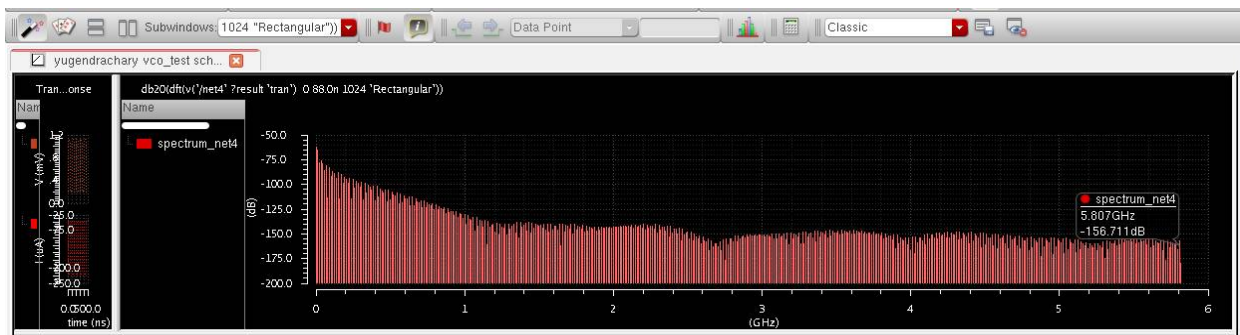 Subwindows: 1024 "Rectangular")) Data Point Classic
yugendrachary vco_test sch...
Tran...onse
Nam
V (mV)
I (uA)
time (ns)
db20(dft(v('/net4' ?result 'tran') 0 88.0n 1024 'Rectangular'))
Name
spectrum_net4
(dB)
-50.0
-75.0
-100.0
-125.0
-150.0
-175.0
-200.0
spectrum_net4
5.807GHz
-156.711dB
0 1 2 3 4 5 6
(GHz)